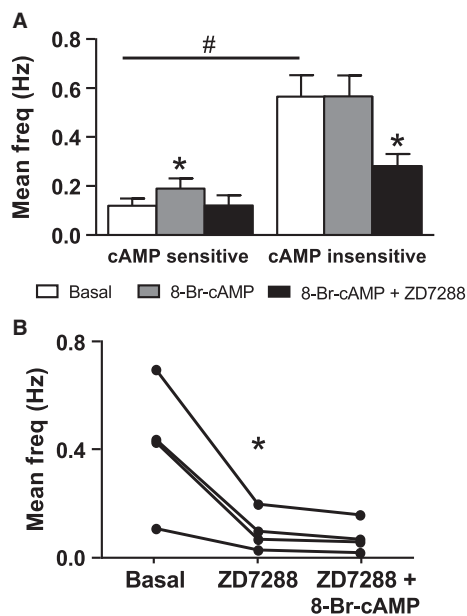 A
#
0.8
0.6
0.4
0.2
0.0
Mean freq (Hz)
*
*
cAMP sensitive cAMP insensitive
Basal 8-Br-cAMP 8-Br-cAMP + ZD7288
B
0.8
0.4
0.0
Mean freq (Hz)
*
Basal ZD7288 ZD7288 +
8-Br-cAMP